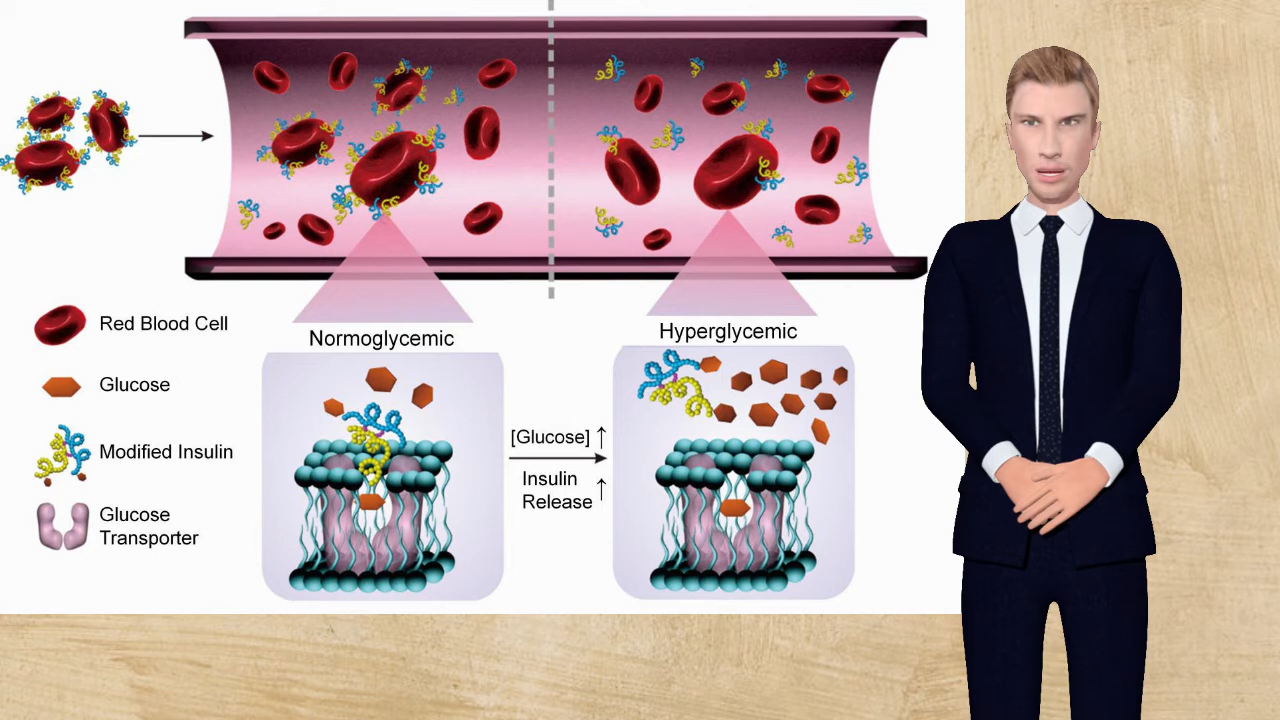 Normoglycemic
Hyperglycemic
Red Blood Cell
Glucose
Modified Insulin
Glucose
Transporter
[Glucose] ↑
Insulin
Release ↑